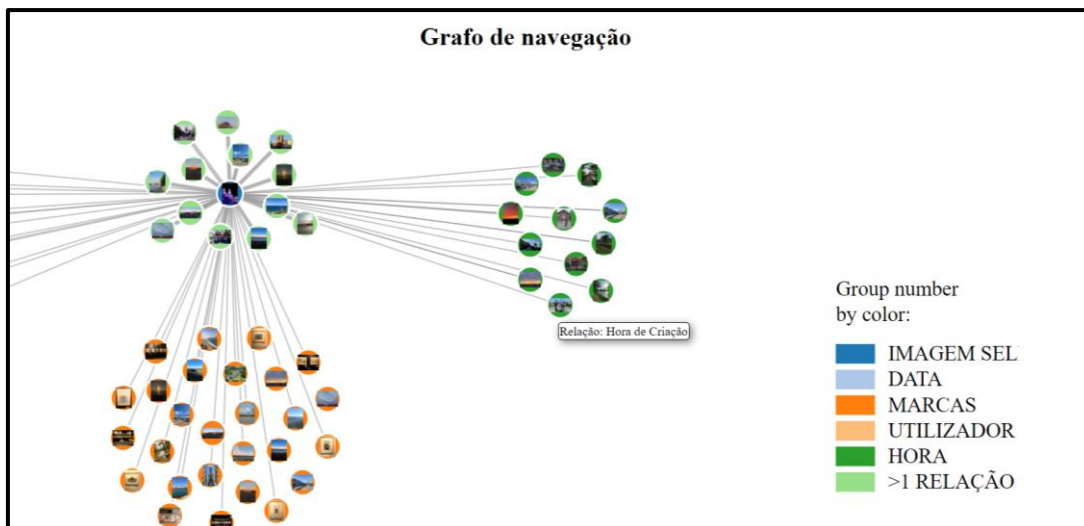 Grafo de navegação
Relação: Hora de Criação
Group number
by color:
IMAGEM SEL
DATA
MARCAS
UTILIZADOR
HORA
>1 RELAÇÃO